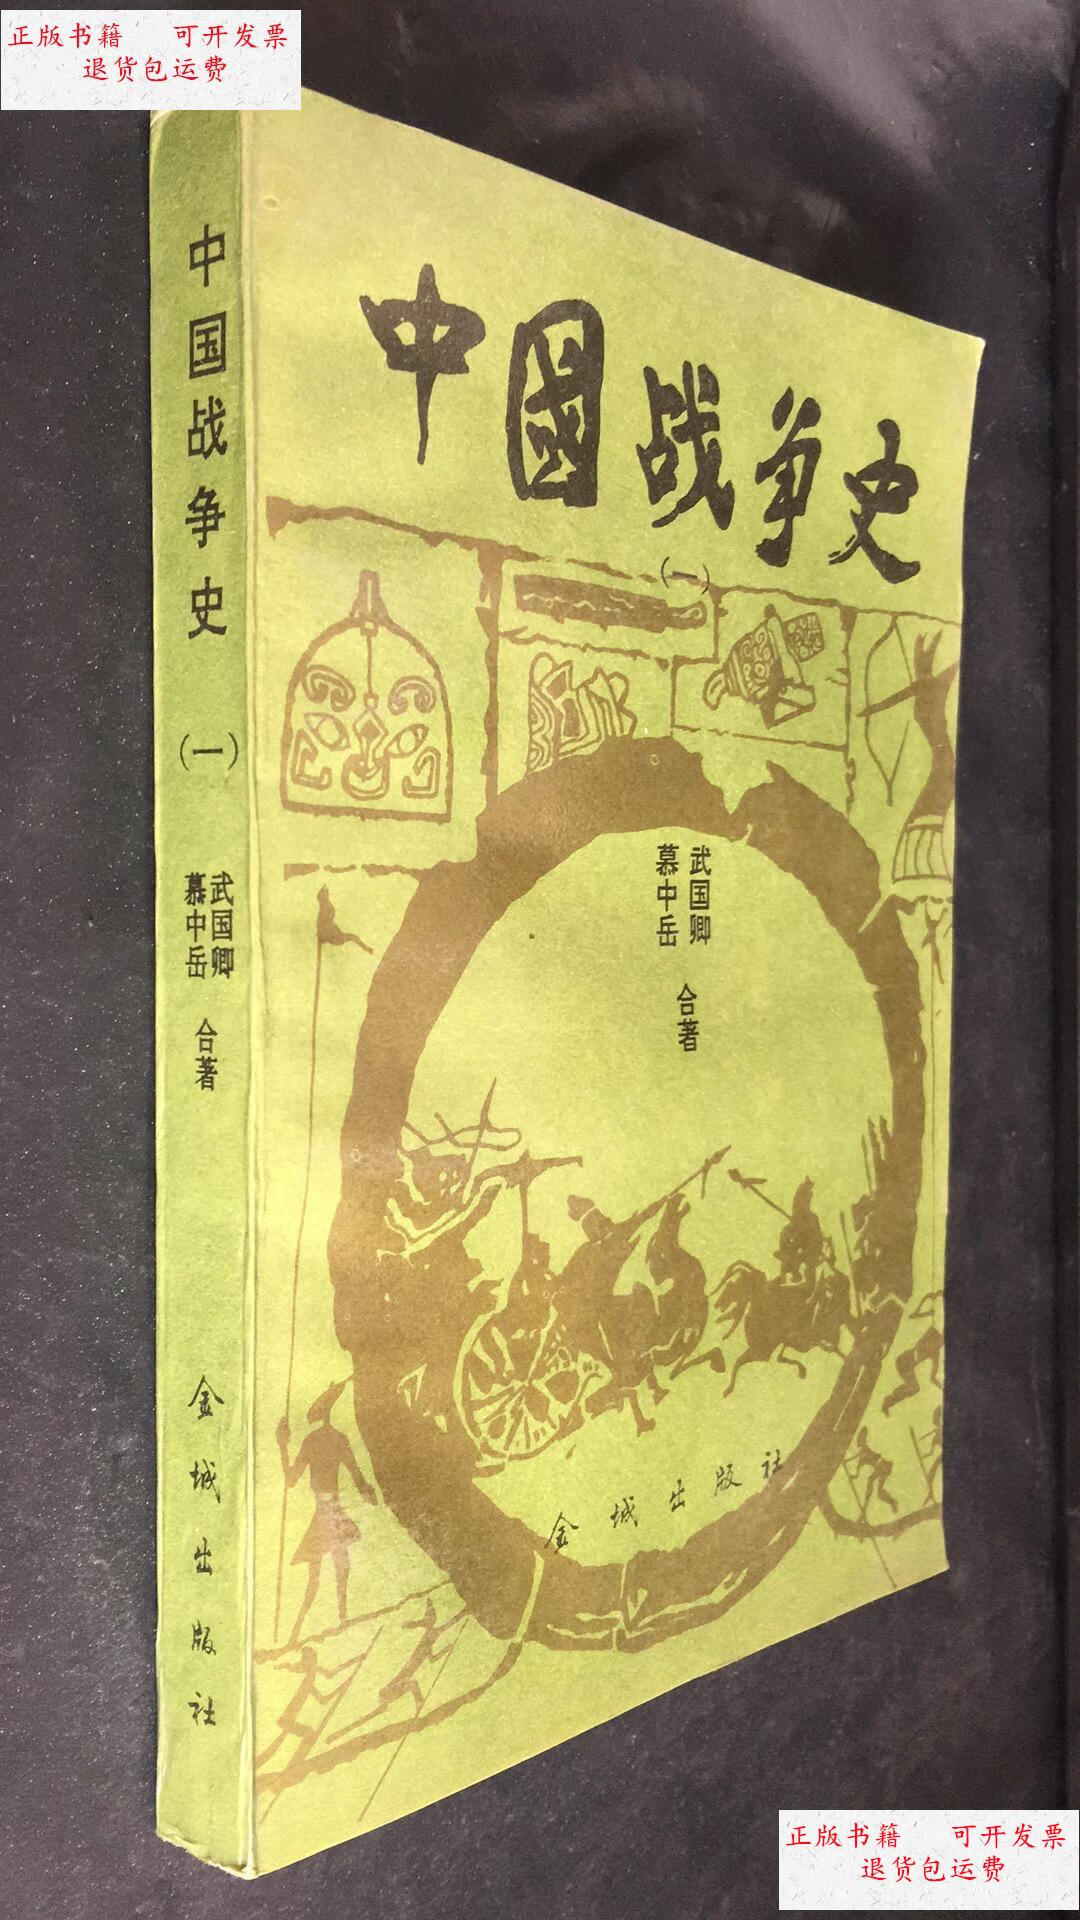 正版书籍 可开发票
退货包运费
中国战争史
（一）
武国卿
慕中岳
合著
金城出版社
中國战争史
（一）
武国卿
慕中岳
合著
金城出版社
正版书籍 可开发票
退货包运费